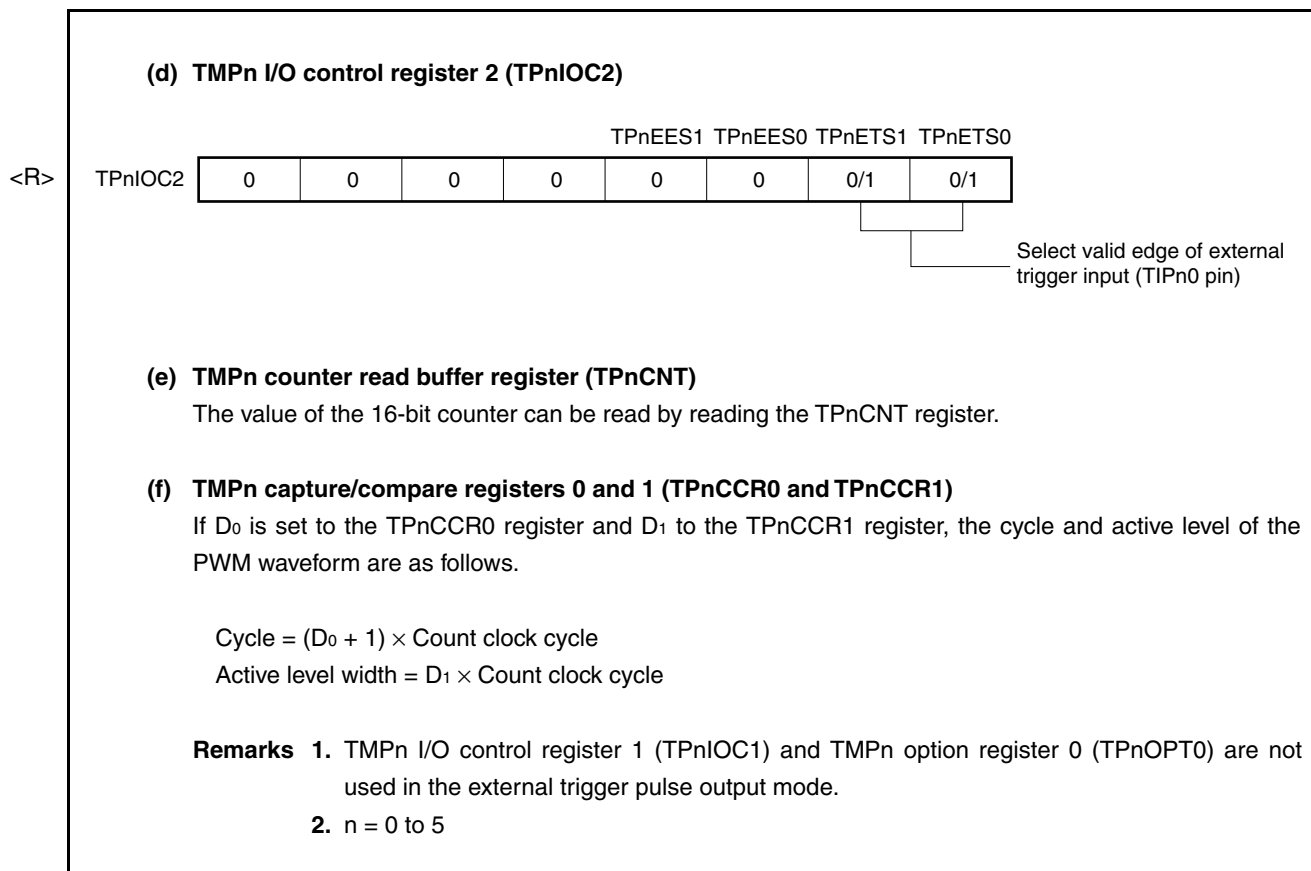 (d) TMPn I/O control register 2 (TPnIOC2)
TPnEES1 TPnEES0 TPnETS1 TPnETS0
<R> TPnIOC2 0 0 0 0 0 0 0/1 0/1
Select valid edge of external
trigger input (TIPn0 pin)
(e) TMPn counter read buffer register (TPnCNT)
The value of the 16-bit counter can be read by reading the TPnCNT register.
(f) TMPn capture/compare registers 0 and 1 (TPnCCR0 and TPnCCR1)
If D0 is set to the TPnCCR0 register and D1 to the TPnCCR1 register, the cycle and active level of the
PWM waveform are as follows.
Cycle = (D0 + 1) × Count clock cycle
Active level width = D1 × Count clock cycle
Remarks 1. TMPn I/O control register 1 (TPnIOC1) and TMPn option register 0 (TPnOPT0) are not
used in the external trigger pulse output mode.
2. n = 0 to 5